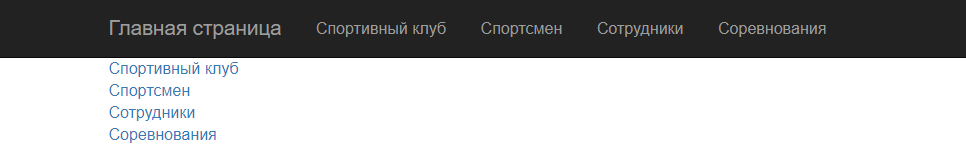 Главная страница Спортивный клуб Спортсмен Сотрудники Соревнования
Спортивный клуб
Спортсмен
Сотрудники
Соревнования